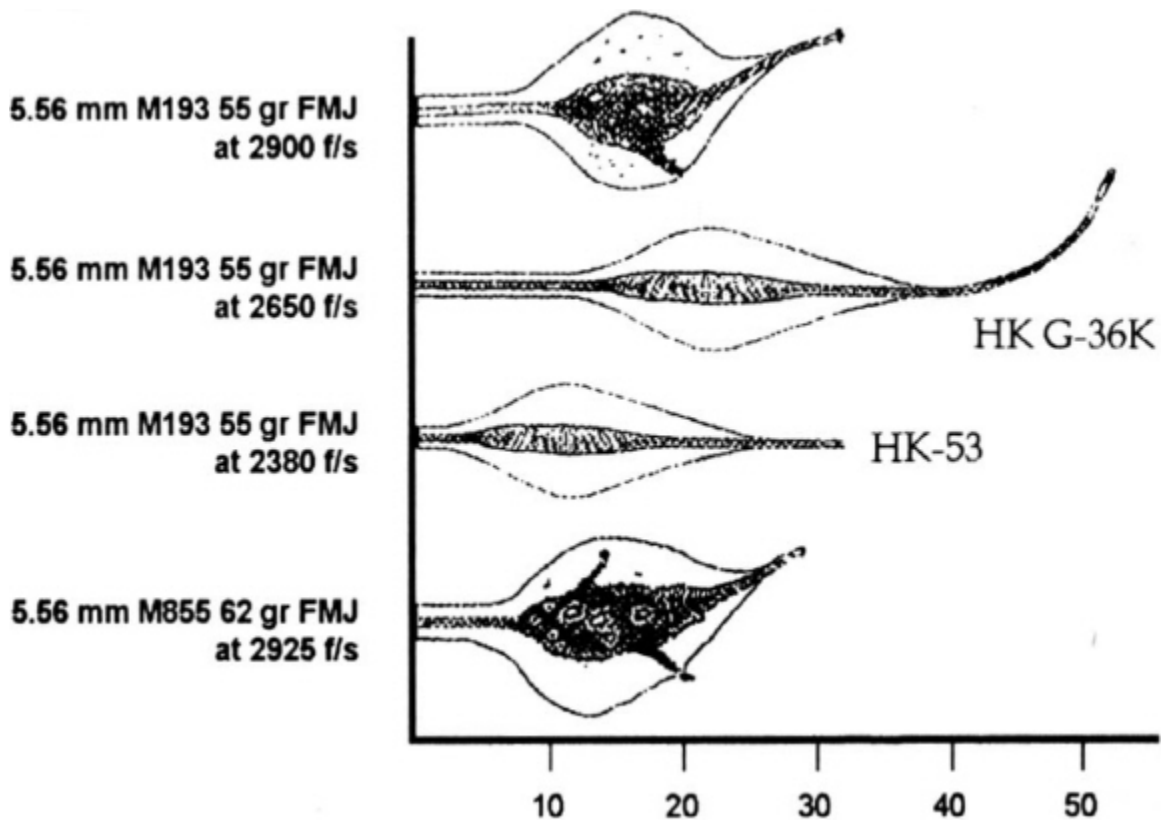 5.56 mm M193 55 gr FMJ
at 2900 f/s
5.56 mm M193 55 gr FMJ
at 2650 f/s
HK G-36K
5.56 mm M193 55 gr FMJ
at 2380 f/s
HK-53
5.56 mm M855 62 gr FMJ
at 2925 f/s
10 20 30 40 50